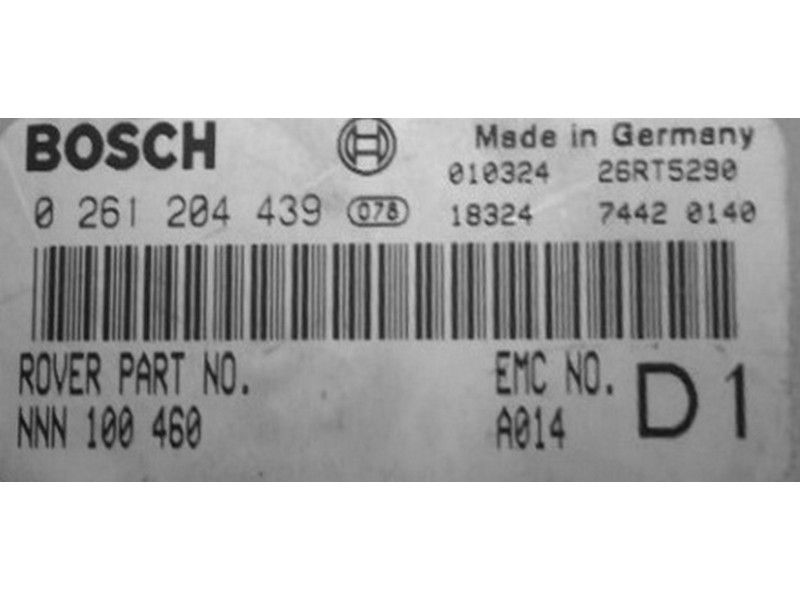 BOSCH
Made in Germany
010324 26RT5290
0 261 204 439 078
18324 7442 0140
ROVER PART NO.
NNN 100 460
EMC NO.
A014
D1